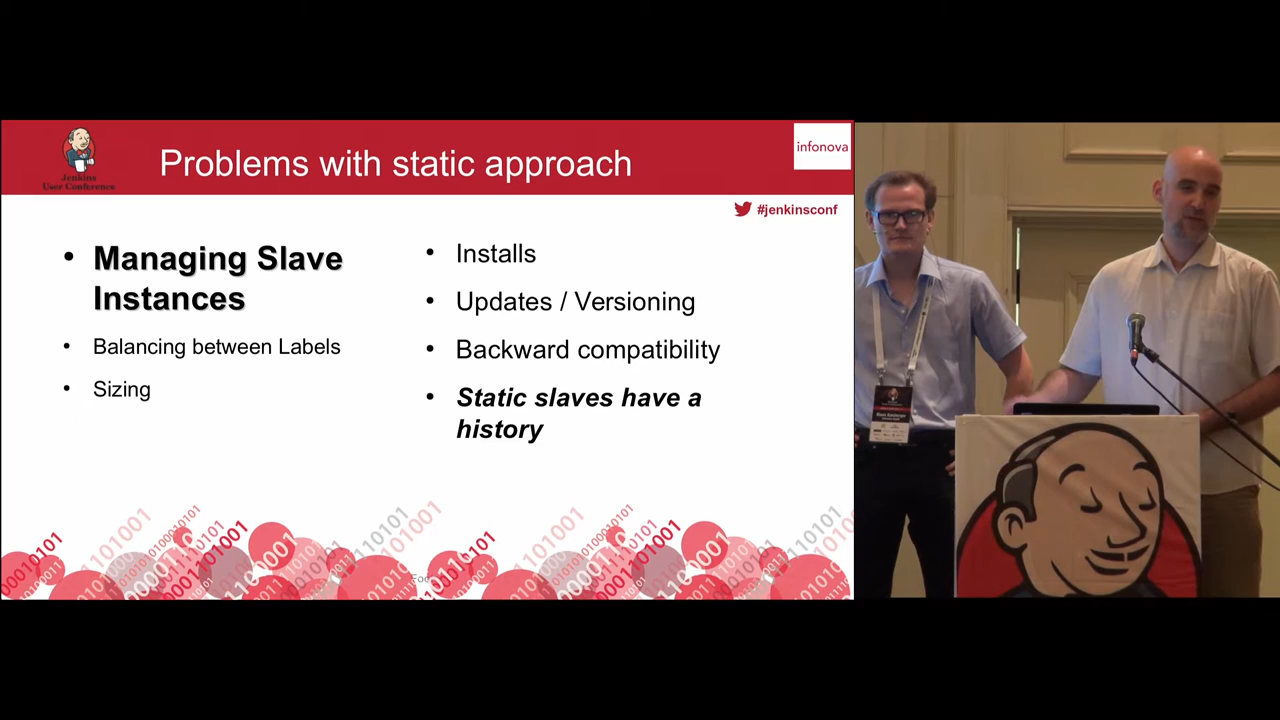 Jenkins
User Conference
Problems with static approach
infonova
#jenkinsconf
• Managing Slave
Instances
• Balancing between Labels
• Sizing
• Installs
• Updates / Versioning
• Backward compatibility
• Static slaves have a
history